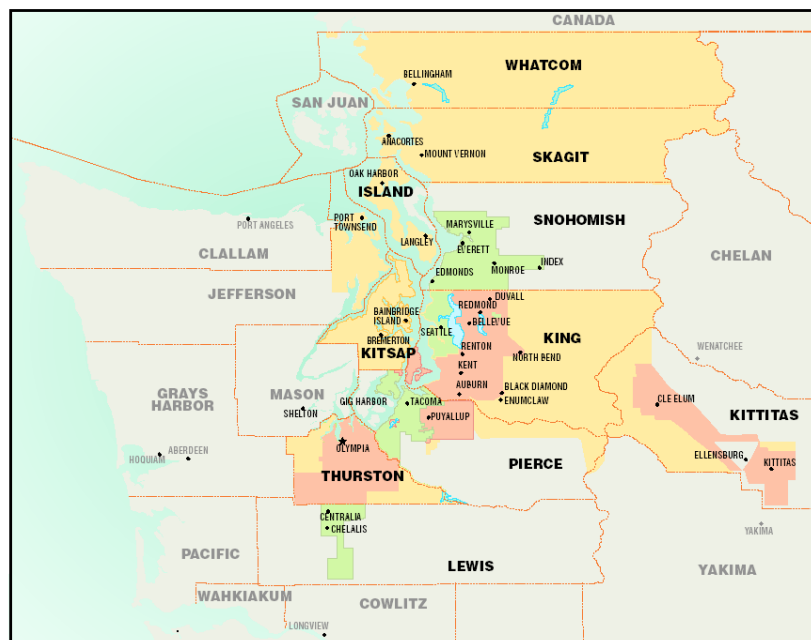 CANADA
WHATCOM
BELLINGHAM
SAN JUAN
ANACORTES
MOUNT VERNON
SKAGIT
OAK HARBOR
ISLAND
PORT
TOWNSEND
PORT ANGELES
MARYSVILLE
SNOHOMISH
EVERETT
LANGLEY
CLALLAM
CHELAN
MONROE
INDEX
EDMONDS
JEFFERSON
DUVALL
REDMOND
BAINBRIDGE
ISLAND
SEATTLE
BELLEVUE
KING
BREMERTON
KITSAP
RENTON
NORTH BEND
WENATCHEE
KENT
GRAYS
HARBOR
MASON
AUBURN
BLACK DIAMOND
ENUMCLAW
GIG HARBOR
TACOMA
SHELTON
PUYALLUP
CLE ELUM
KITTITAS
OLYMPIA
HOQUIAM
ABERDEEN
ELLENSBURG
KITTITAS
PIERCE
THURSTON
CENTRALIA
CHELALIS
YAKIMA
PACIFIC
LEWIS
YAKIMA
WAHKIAKUM
COWLITZ
LONGVIEW